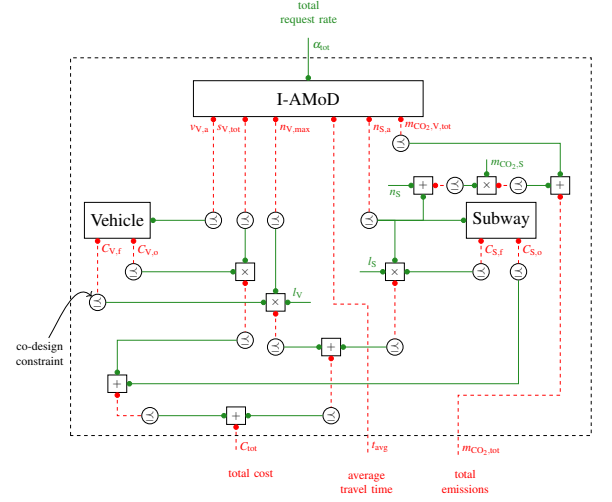 total
request rate
α_tot
I-AMoD
v_V,a s_V,tot n_V,max n_S,a m_CO2,V,tot
⪯
m_CO2,S
n_S + ⪯ × ⪯ +
Vehicle ⪯ ⪯ ⪯ ⪯ Subway
C_V,f C_V,o C_S,f C_S,o
⪯ × l_S × ⪯ ⪯
⪯ × l_V
co-design
constraint
⪯ ⪯ + ⪯
+
⪯ + ⪯
C_tot t_avg m_CO2,tot
total cost
average
travel time
total
emissions